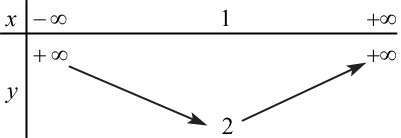 x −∞ 1 +∞
+∞ +∞
y
2